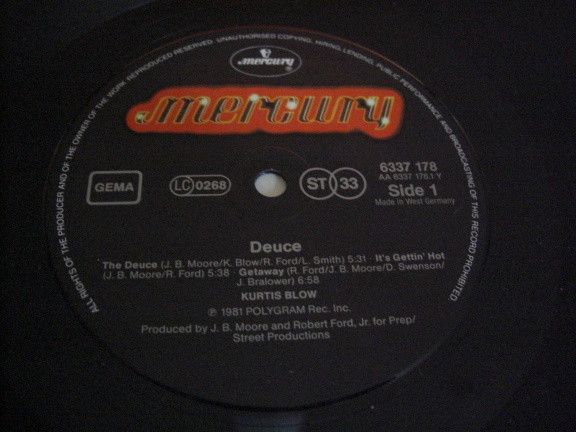 ALL RIGHTS OF THE PRODUCER AND OF THE OWNER OF THE WORK REPRODUCED RESERVED. UNAUTHORISED COPYING, HIRING, LENDING, PUBLIC PERFORMANCE AND BROADCASTING OF THIS RECORD PROHIBITED.
mercury
mercury
GEMA
LC 0268
ST 33
6337 178
AA 6337 178.1 Y
Side 1
Made in West Germany
Deuce
The Deuce (J. B. Moore/K. Blow/R. Ford/L. Smith) 5:31 · It's Gettin' Hot
(J. B. Moore/R. Ford) 5:38 · Getaway (R. Ford/J. B. Moore/D. Swenson/
J. Bralower) 6:58
KURTIS BLOW
℗ 1981 POLYGRAM Rec. Inc.
Produced by J. B. Moore and Robert Ford, Jr. for Prep/
Street Productions